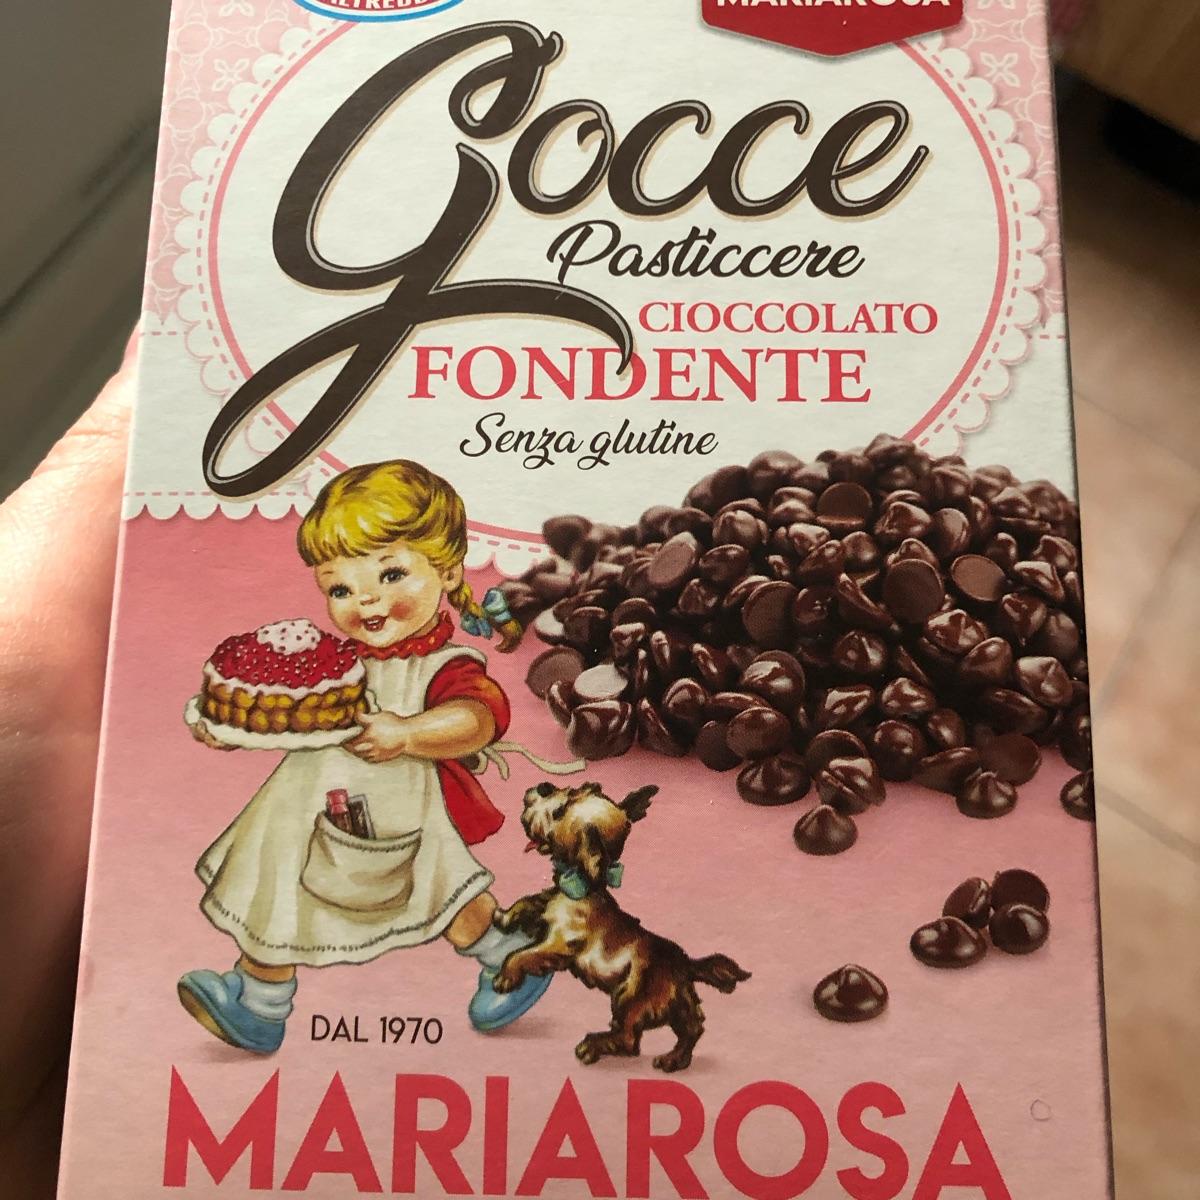 MARIAROSA
Gocce
Pasticcere
CIOCCOLATO
FONDENTE
Senza glutine
DAL 1970
MARIAROSA